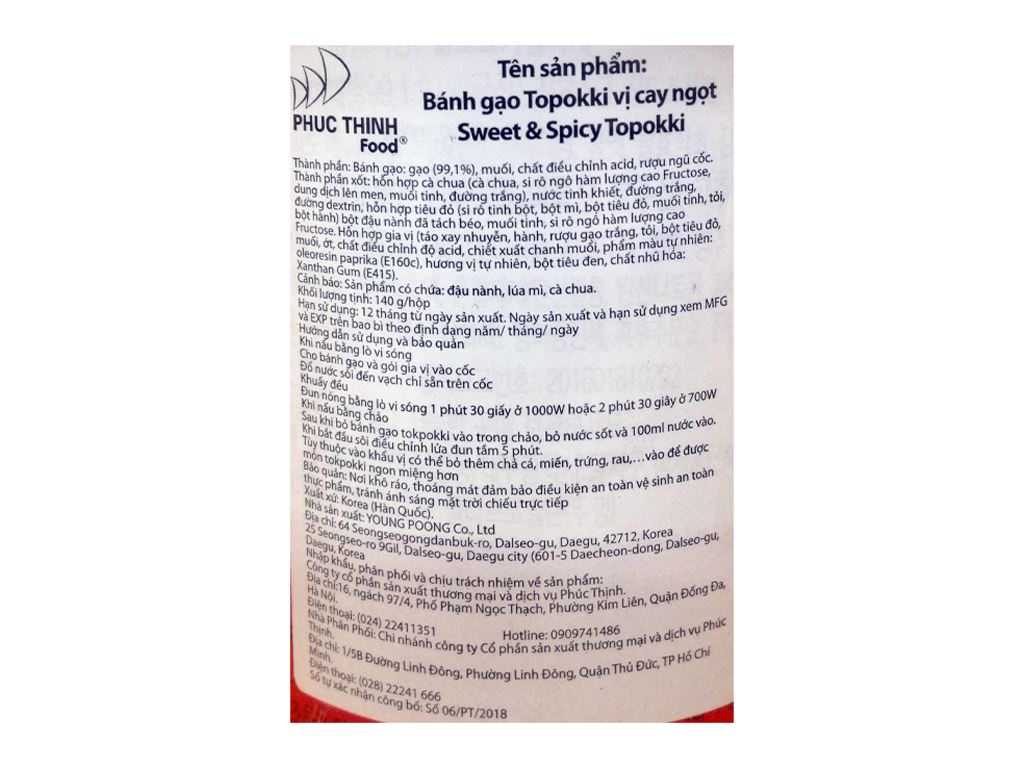 PHUC THINH
Food®
Tên sản phẩm:
Bánh gạo Topokki vị cay ngọt
Sweet & Spicy Topokki
Thành phần: Bánh gạo: gạo (99,1%), muối, chất điều chỉnh acid, rượu ngũ cốc.
Thành phần xốt: hỗn hợp cà chua (cà chua, si rô ngô hàm lượng cao Fructose,
dung dịch lên men, muối tinh, đường trắng), nước tinh khiết, đường trắng,
đường dextrin, hỗn hợp tiêu đỏ (si rô tinh bột, bột mì, bột tiêu đỏ, muối tinh, tỏi,
bột hành) bột đậu nành đã tách béo, muối tinh, si rô ngô hàm lượng cao
Fructose. Hỗn hợp gia vị (táo xay nhuyễn, hành, rượu gạo trắng, tỏi, bột tiêu đỏ,
muối, ớt, chất điều chỉnh độ acid, chiết xuất chanh muối, phẩm màu tự nhiên:
oleoresin paprika (E160c), hương vị tự nhiên, bột tiêu đen, chất nhũ hóa:
Xanthan Gum (E415).
Cảnh báo: Sản phẩm có chứa: đậu nành, lúa mì, cà chua.
Khối lượng tịnh: 140 g/hộp
Hạn sử dụng: 12 tháng từ ngày sản xuất. Ngày sản xuất và hạn sử dụng xem MFG
và EXP trên bao bì theo định dạng năm/ tháng/ ngày
Hướng dẫn sử dụng và bảo quản
Khi nấu bằng lò vi sóng
Cho bánh gạo và gói gia vị vào cốc
Đổ nước sôi đến vạch chỉ sẵn trên cốc
Khuấy đều
Đun nóng bằng lò vi sóng 1 phút 30 giấy ở 1000W hoặc 2 phút 30 giây ở 700W
Khi nấu bằng chảo
Sau khi bỏ bánh gạo tokpokki vào trong chảo, bỏ nước sốt và 100ml nước vào.
Khi bắt đầu sôi điều chỉnh lửa đun tấm 5 phút.
Tùy thuộc vào khẩu vị có thể bỏ thêm chả cá, miến, trứng, rau,...vào để được
món tokpokki ngon miệng hơn
Bảo quản: Nơi khô ráo, thoáng mát đảm bảo điều kiện an toàn vệ sinh an toàn
thực phẩm, tránh ánh sáng mặt trời chiếu trực tiếp
Xuất xứ: Korea (Hàn Quốc).
Nhà sản xuất: YOUNG POONG Co., Ltd
Địa chỉ: 64 Seongseogongdanbuk-ro, Dalseo-gu, Daegu, 42712, Korea
25 Seongseo-ro 9Gil, Dalseo-gu, Daegu city (601-5 Daecheon-dong, Dalseo-gu,
Daegu, Korea
Nhập khẩu, phân phối và chịu trách nhiệm về sản phẩm:
Công ty cổ phần sản xuất thương mại và dịch vụ Phúc Thịnh.
Địa chỉ:16, ngách 97/4, Phố Phạm Ngọc Thạch, Phường Kim Liên, Quận Đống Đa,
Hà Nội.
Điện thoại: (024) 22411351 Hotline: 0909741486
Nhà Phân Phối: Chi nhánh công ty Cổ phần sản xuất thương mại và dịch vụ Phúc
Thịnh.
Địa chỉ: 1/5B Đường Linh Đông, Phường Linh Đông, Quận Thủ Đức, TP Hồ Chí
Minh.
Điện thoại: (028) 22241 666
Số tự xác nhận công bố: Số 06/PT/2018